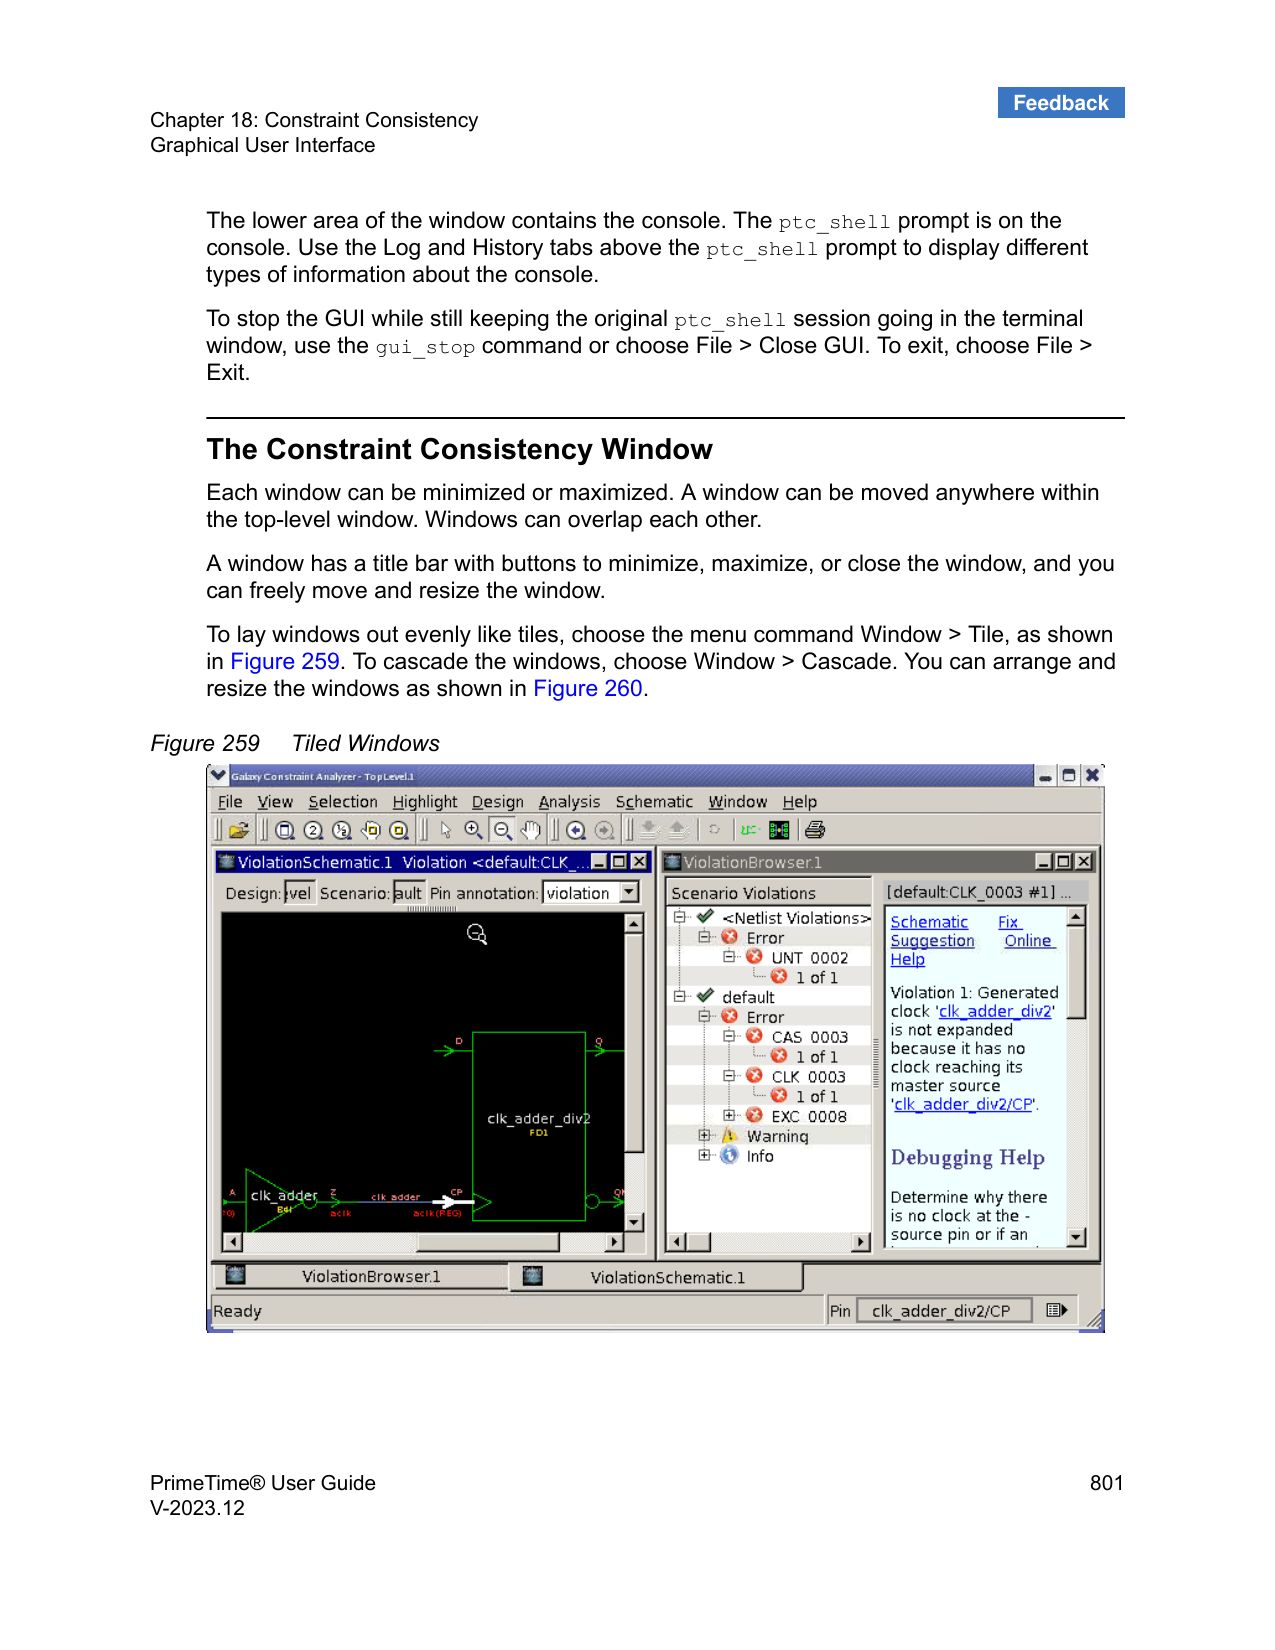 Feedback
Chapter 18: Constraint Consistency
Graphical User Interface
The lower area of the window contains the console. The ptc_shell prompt is on the
console. Use the Log and History tabs above the ptc_shell prompt to display different
types of information about the console.
To stop the GUI while still keeping the original ptc_shell session going in the terminal
window, use the gui_stop command or choose File > Close GUI. To exit, choose File >
Exit.
The Constraint Consistency Window
Each window can be minimized or maximized. A window can be moved anywhere within
the top-level window. Windows can overlap each other.
A window has a title bar with buttons to minimize, maximize, or close the window, and you
can freely move and resize the window.
To lay windows out evenly like tiles, choose the menu command Window > Tile, as shown
in Figure 259. To cascade the windows, choose Window > Cascade. You can arrange and
resize the windows as shown in Figure 260.
Figure 259 Tiled Windows
Galaxy Constraint Analyzer - TopLevel.1
File View Selection Highlight Design Analysis Schematic Window Help
ViolationSchematic.1 Violation <default:CLK_...
Design: evel Scenario: ault Pin annotation: violation
D
Q
clk_adder_div2
FD1
A
clk_adder
Z
clk_adder
CP
aclk
aclk(REG)
ViolationBrowser.1
Scenario Violations
<Netlist Violations>
Error
UNT_0002
1 of 1
default
Error
CAS_0003
1 of 1
CLK_0003
1 of 1
EXC_0008
Warning
Info
[default:CLK_0003 #1] ...
Schematic Fix
Suggestion Online
Help
Violation 1: Generated
clock 'clk_adder_div2'
is not expanded
because it has no
clock reaching its
master source
'clk_adder_div2/CP'.
Debugging Help
Determine why there
is no clock at the -
source pin or if an
ViolationBrowser.1
ViolationSchematic.1
Ready
Pin clk_adder_div2/CP
PrimeTime® User Guide
V-2023.12
801